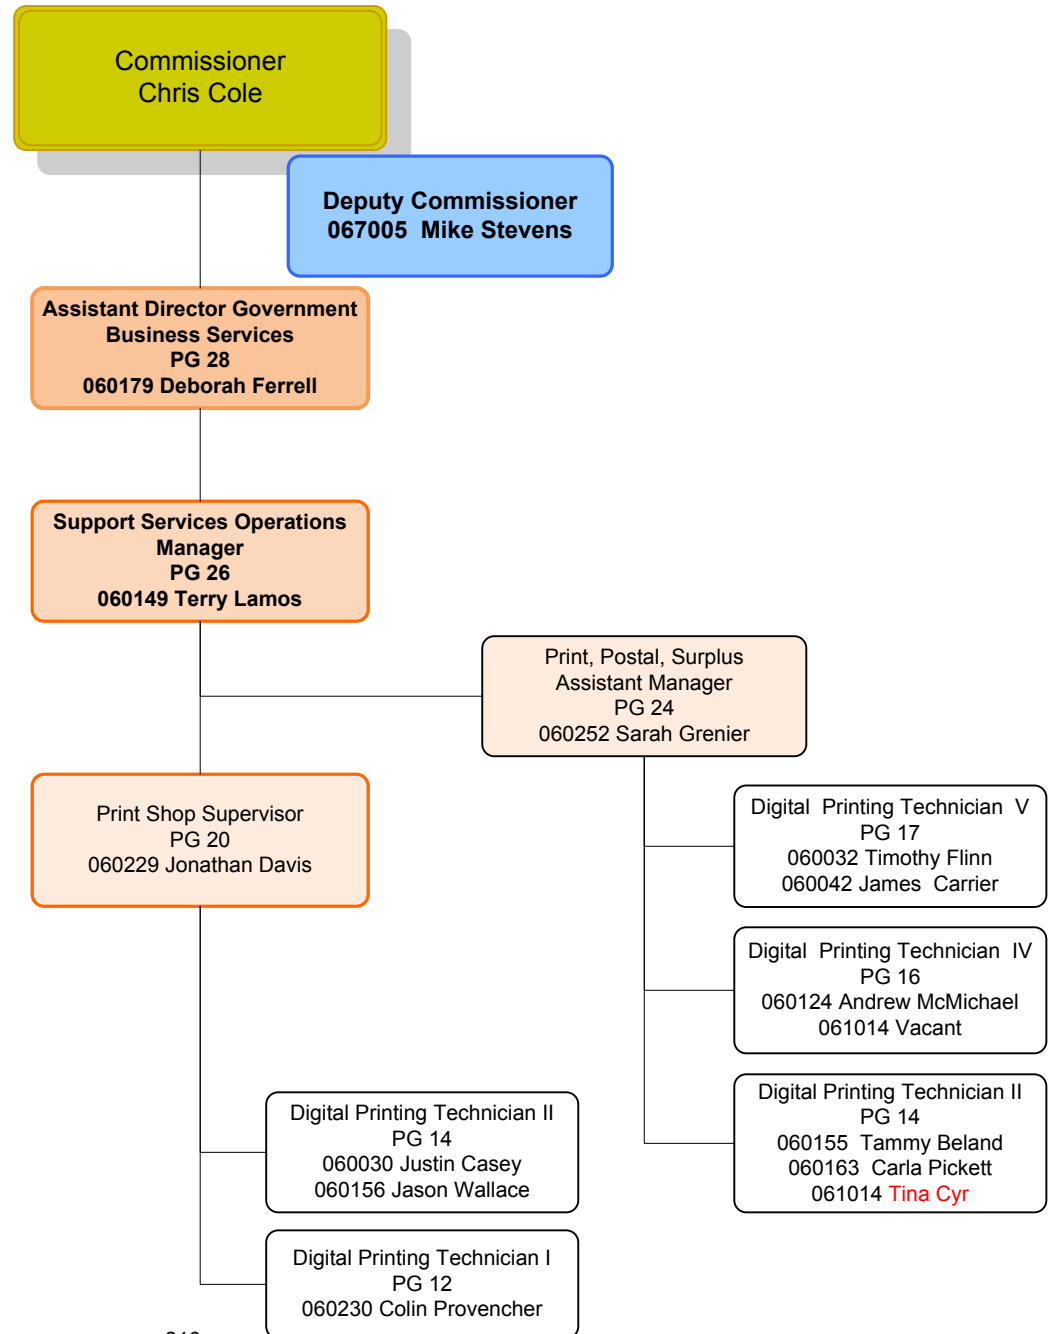 Commissioner
Chris Cole
Deputy Commissioner
067005  Mike Stevens
Assistant Director Government
Business Services
PG 28
060179 Deborah Ferrell
Support Services Operations
Manager
PG 26
060149 Terry Lamos
Print, Postal, Surplus
Assistant Manager
PG 24
060252 Sarah Grenier
Print Shop Supervisor
PG 20
060229 Jonathan Davis
Digital  Printing Technician  V
PG 17
060032 Timothy Flinn
060042 James  Carrier
Digital  Printing Technician  IV
PG 16
060124 Andrew McMichael
061014 Vacant
Digital Printing Technician II
PG 14
060155  Tammy Beland
060163  Carla Pickett
061014 Tina Cyr
Digital Printing Technician II
PG 14
060030 Justin Casey
060156 Jason Wallace
Digital Printing Technician I
PG 12
060230 Colin Provencher